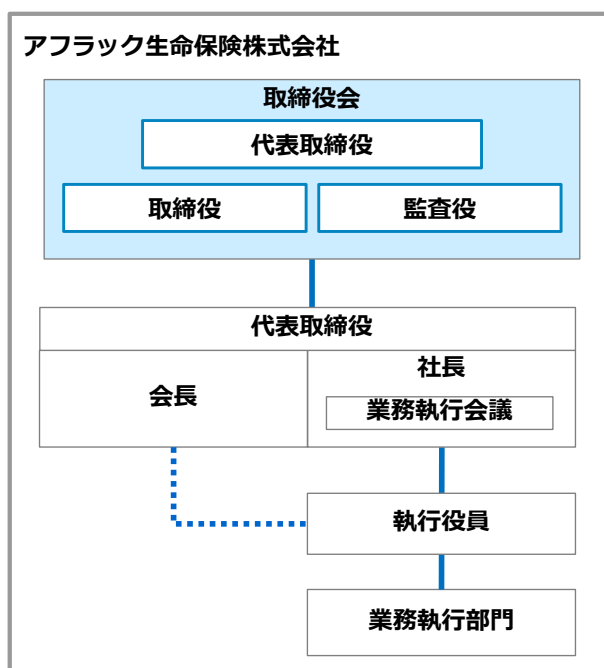 アフラック生命保険株式会社
取締役会
代表取締役
取締役
監査役
代表取締役
会長
社長
業務執行会議
執行役員
業務執行部門